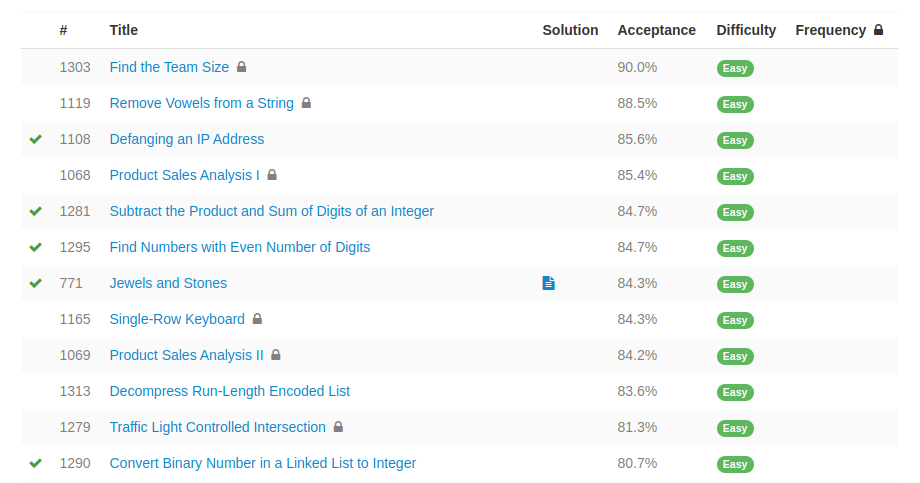 # Title Solution Acceptance Difficulty Frequency
1303 Find the Team Size 90.0% Easy
1119 Remove Vowels from a String 88.5% Easy
1108 Defanging an IP Address 85.6% Easy
1068 Product Sales Analysis I 85.4% Easy
1281 Subtract the Product and Sum of Digits of an Integer 84.7% Easy
1295 Find Numbers with Even Number of Digits 84.7% Easy
771 Jewels and Stones 84.3% Easy
1165 Single-Row Keyboard 84.3% Easy
1069 Product Sales Analysis II 84.2% Easy
1313 Decompress Run-Length Encoded List 83.6% Easy
1279 Traffic Light Controlled Intersection 81.3% Easy
1290 Convert Binary Number in a Linked List to Integer 80.7% Easy